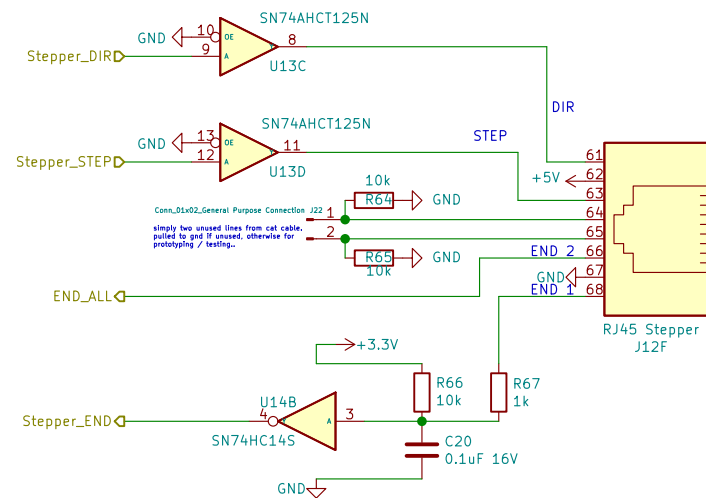 SN74AHCT125N
GND
10
OE
8
Stepper_DIR
9
A
U13C
DIR
SN74AHCT125N
STEP
GND
13
OE
11
61
Stepper_STEP
12
A
U13D
+5V
62
10k
63
R64
GND
Conn_01x02_General Purpose Connection J22
1
64
simply two unused lines from cat cable,
pulled to gnd if unused, otherwise for
prototyping / testing..
2
65
R65
GND
10k
END 2
66
GND
67
END_ALL
END 1
68
RJ45 Stepper
J12F
+3.3V
U14B
R66
R67
10k
1k
Stepper_END
4
A
3
SN74HC14S
C20
0.1uF 16V
GND